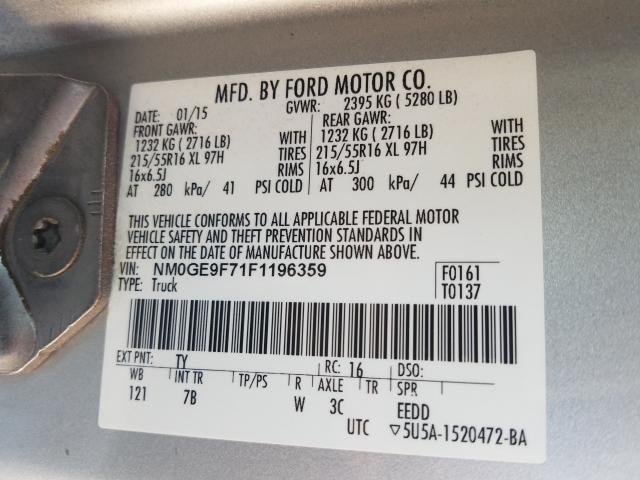 MFD. BY FORD MOTOR CO.
DATE: 01/15 GVWR: 2395 KG ( 5280 LB)
FRONT GAWR: REAR GAWR:
1232 KG ( 2716 LB) WITH 1232 KG ( 2716 LB) WITH
215/55R16 XL 97H TIRES 215/55R16 XL 97H TIRES
16x6.5J RIMS 16x6.5J RIMS
AT 280 kPa/ 41 PSI COLD AT 300 kPa/ 44 PSI COLD
THIS VEHICLE CONFORMS TO ALL APPLICABLE FEDERAL MOTOR
VEHICLE SAFETY AND THEFT PREVENTION STANDARDS IN
EFFECT ON THE DATE OF MANUFACTURE SHOWN ABOVE.
VIN: NM0GE9F71F1196359 F0161
TYPE: Truck T0137
EXT PNT: TY RC: 16 DSO:
WB INT TR TP/PS R AXLE TR SPR
121 7B W 3C EEDD
UTC ▽5U5A-1520472-BA